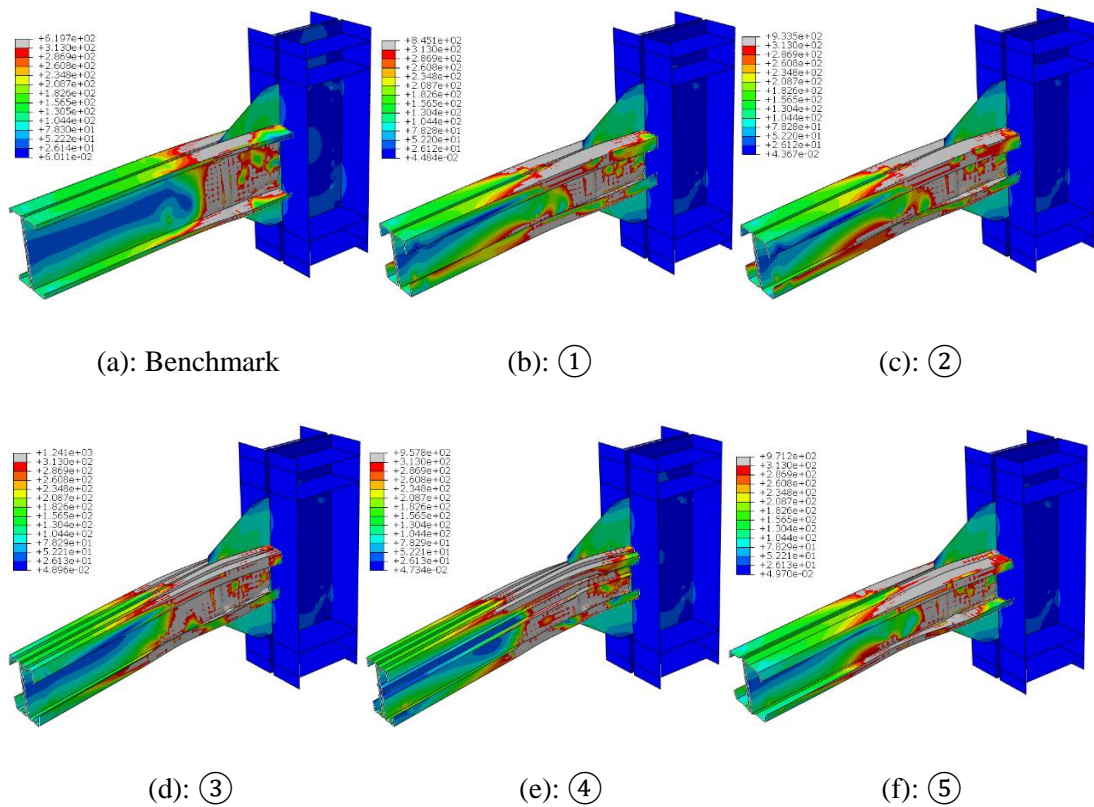 +6.197e+02
+3.130e+02
+2.869e+02
+2.608e+02
+2.348e+02
+2.087e+02
+1.826e+02
+1.565e+02
+1.305e+02
+1.044e+02
+7.830e+01
+5.222e+01
+2.614e+01
+6.011e-02
+8.451e+02
+3.130e+02
+2.869e+02
+2.608e+02
+2.348e+02
+2.087e+02
+1.826e+02
+1.565e+02
+1.304e+02
+1.044e+02
+7.828e+01
+5.220e+01
+2.612e+01
+4.484e-02
+9.335e+02
+3.130e+02
+2.869e+02
+2.608e+02
+2.348e+02
+2.087e+02
+1.826e+02
+1.565e+02
+1.304e+02
+1.044e+02
+7.828e+01
+5.220e+01
+2.612e+01
+4.367e-02
(a): Benchmark
(b): ①
(c): ②
+1.241e+03
+3.130e+02
+2.869e+02
+2.608e+02
+2.348e+02
+2.087e+02
+1.826e+02
+1.565e+02
+1.304e+02
+1.044e+02
+7.829e+01
+5.221e+01
+2.613e+01
+4.896e-02
+9.578e+02
+3.130e+02
+2.869e+02
+2.608e+02
+2.348e+02
+2.087e+02
+1.826e+02
+1.565e+02
+1.304e+02
+1.044e+02
+7.829e+01
+5.221e+01
+2.613e+01
+4.734e-02
+9.712e+02
+3.130e+02
+2.869e+02
+2.608e+02
+2.348e+02
+2.087e+02
+1.826e+02
+1.565e+02
+1.304e+02
+1.044e+02
+7.829e+01
+5.221e+01
+2.613e+01
+4.970e-02
(d): ③
(e): ④
(f): ⑤